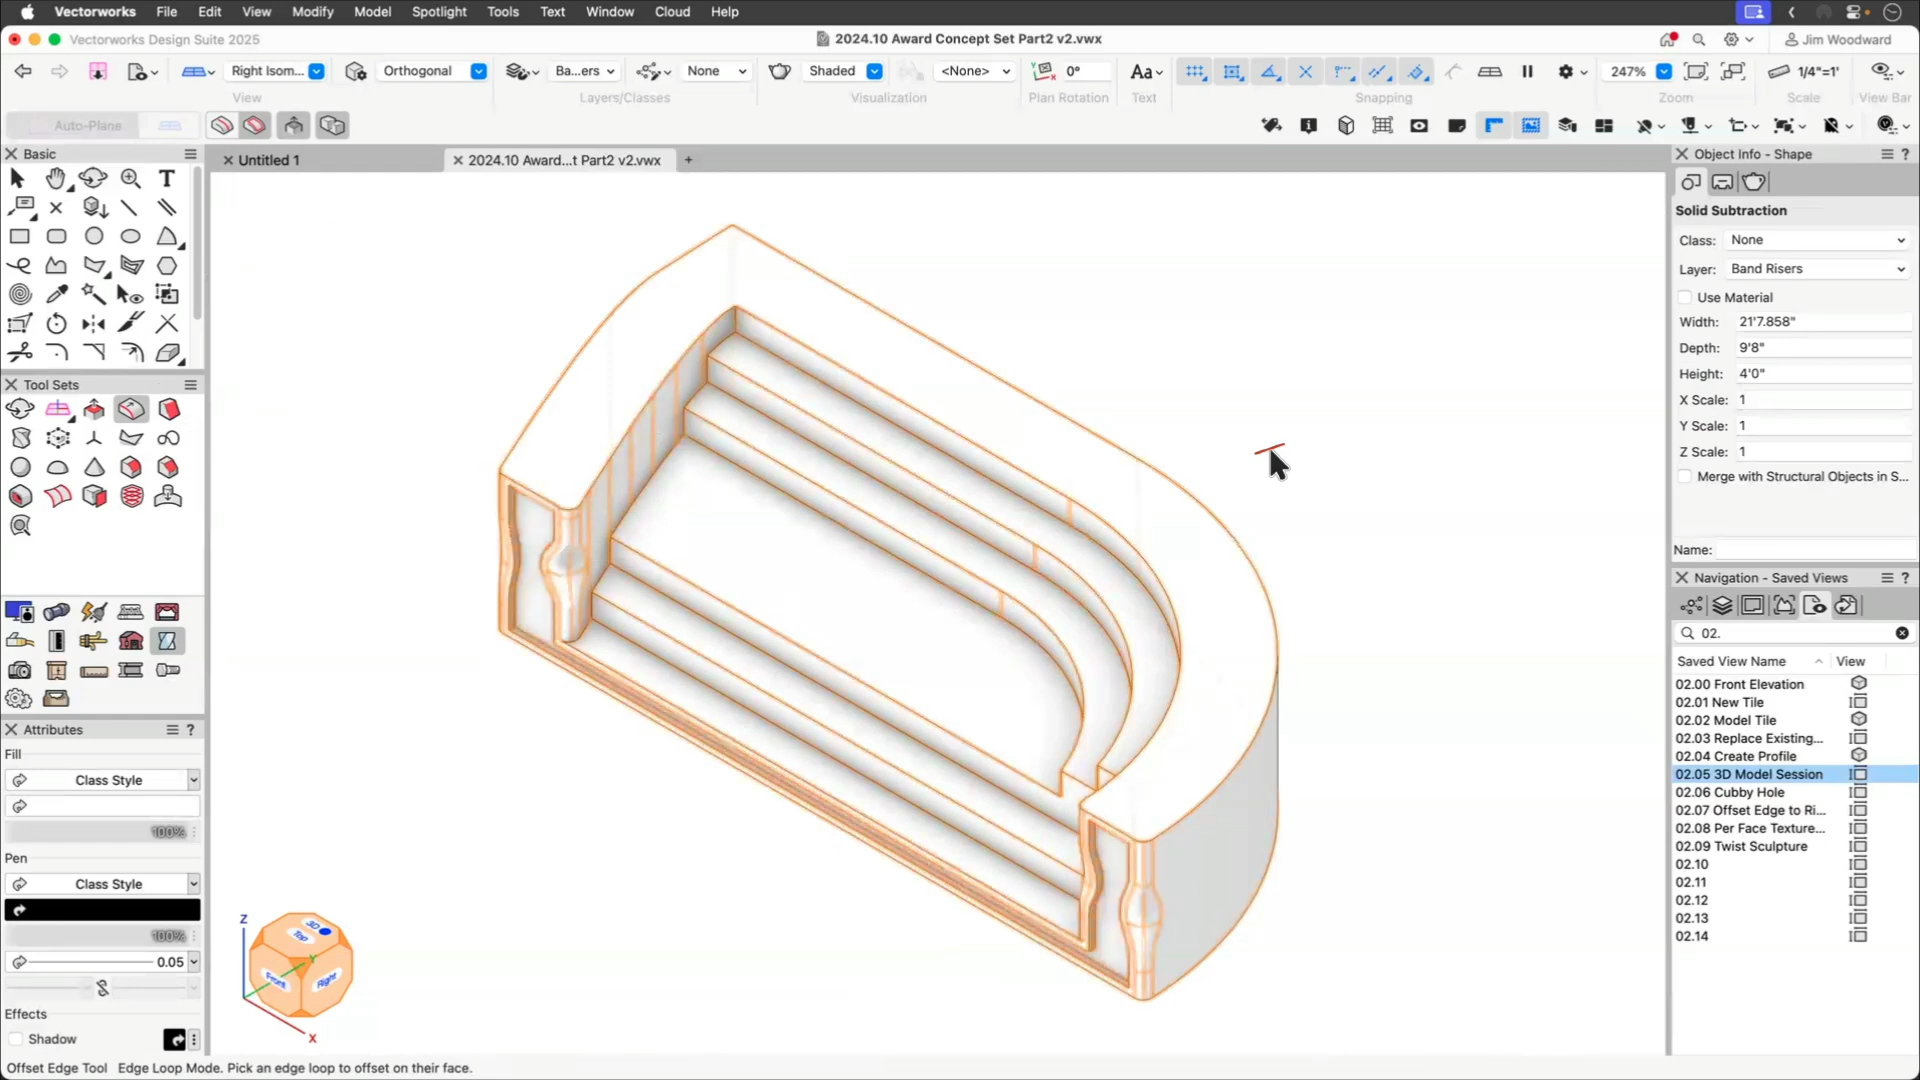 Vectorworks File Edit View Modify Model Spotlight Tools Text Window Cloud Help
Vectorworks Design Suite 2025
2024.10 Award Concept Set Part2 v2.vwx
Jim Woodward
Right Isom...
Orthogonal
Ba...ers
None
Shaded
<None>
0°
Aa
247%
1/4"=1'
View
Layers/Classes
Visualization
Plan Rotation
Text
Snapping
Zoom
Scale
View Bar
Auto-Plane
Untitled 1
2024.10 Award...t Part2 v2.vwx
Basic
Tool Sets
Attributes
Fill
Class Style
100%
Pen
Class Style
100%
0.05
Effects
Shadow
Z
3D
Top
Y
Front
Right
X
Object Info - Shape
Solid Subtraction
Class: None
Layer: Band Risers
Use Material
Width: 21'7.858"
Depth: 9'8"
Height: 4'0"
X Scale: 1
Y Scale: 1
Z Scale: 1
Merge with Structural Objects in S...
Name:
Navigation - Saved Views
02.
Saved View Name View
02.00 Front Elevation
02.01 New Tile
02.02 Model Tile
02.03 Replace Existing...
02.04 Create Profile
02.05 3D Model Session
02.06 Cubby Hole
02.07 Offset Edge to Ri...
02.08 Per Face Texture...
02.09 Twist Sculpture
02.10
02.11
02.12
02.13
02.14
Offset Edge Tool Edge Loop Mode. Pick an edge loop to offset on their face.